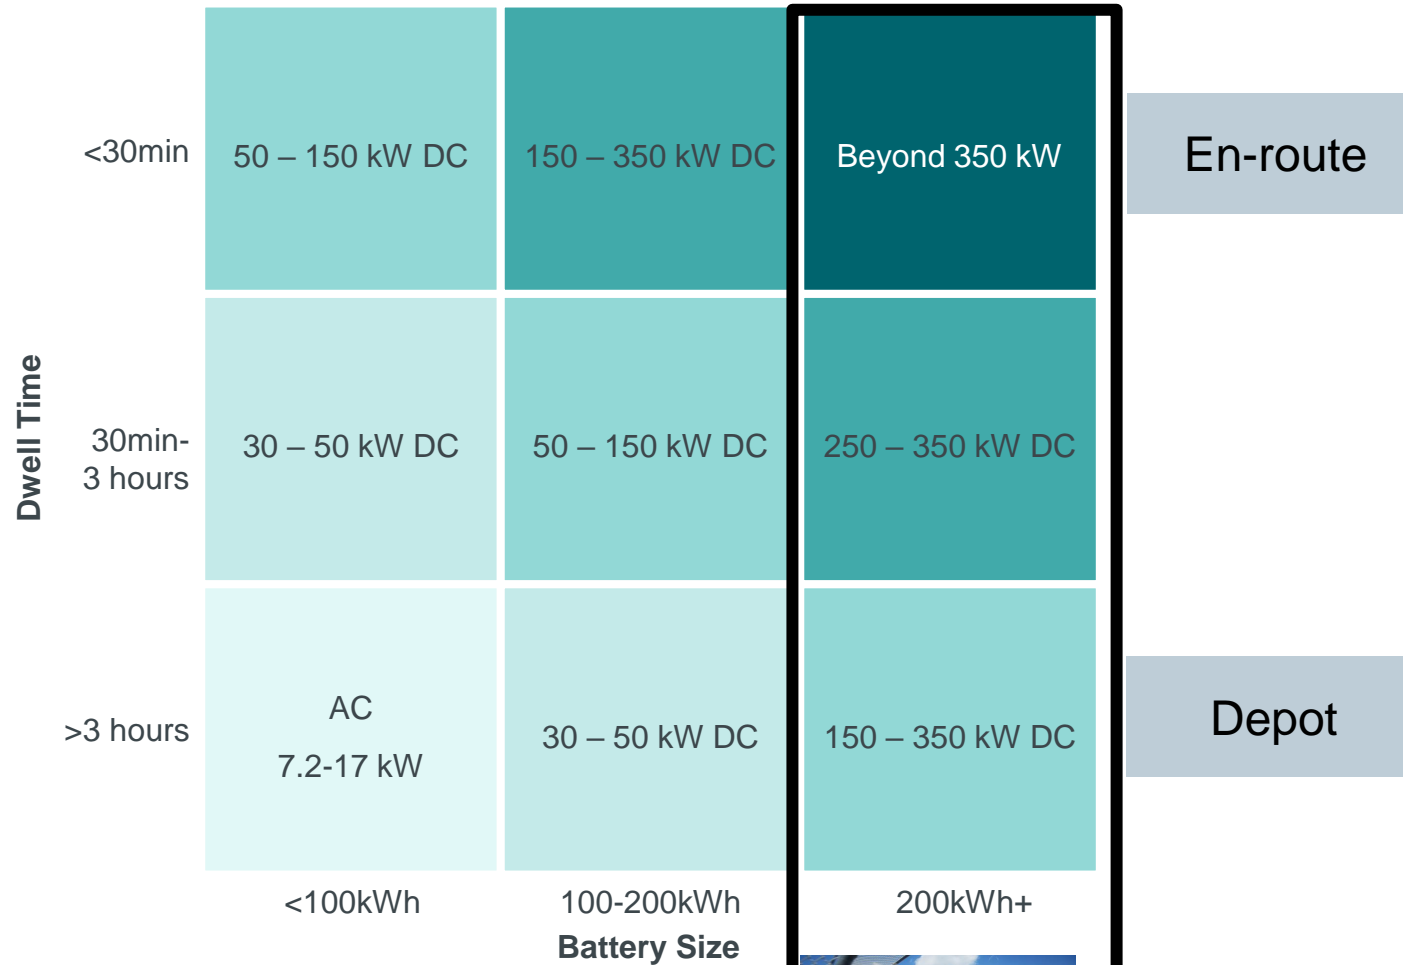 <30min
50 – 150 kW DC
150 – 350 kW DC
Beyond 350 kW
En-route
Dwell Time
30min-
3 hours
30 – 50 kW DC
50 – 150 kW DC
250 – 350 kW DC
>3 hours
AC
7.2-17 kW
30 – 50 kW DC
150 – 350 kW DC
Depot
<100kWh
100-200kWh
200kWh+
Battery Size